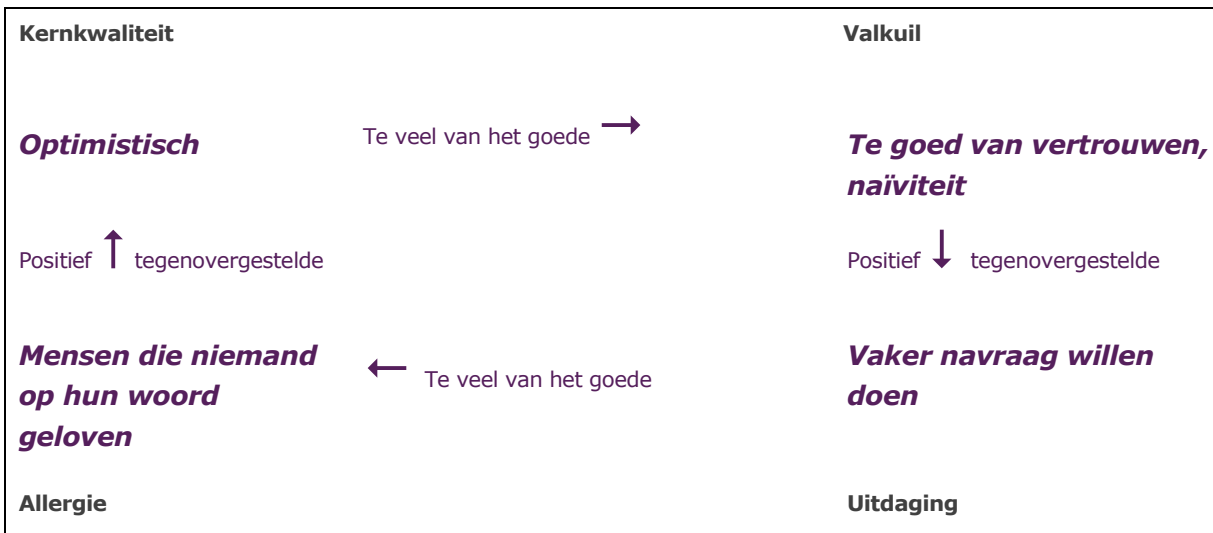 Kernkwaliteit Valkuil
Optimistisch Te veel van het goede → Te goed van vertrouwen,
naïviteit
Positief ↑ tegenovergestelde Positief ↓ tegenovergestelde
Mensen die niemand ← Te veel van het goede Vaker navraag willen
op hun woord doen
geloven
Allergie Uitdaging